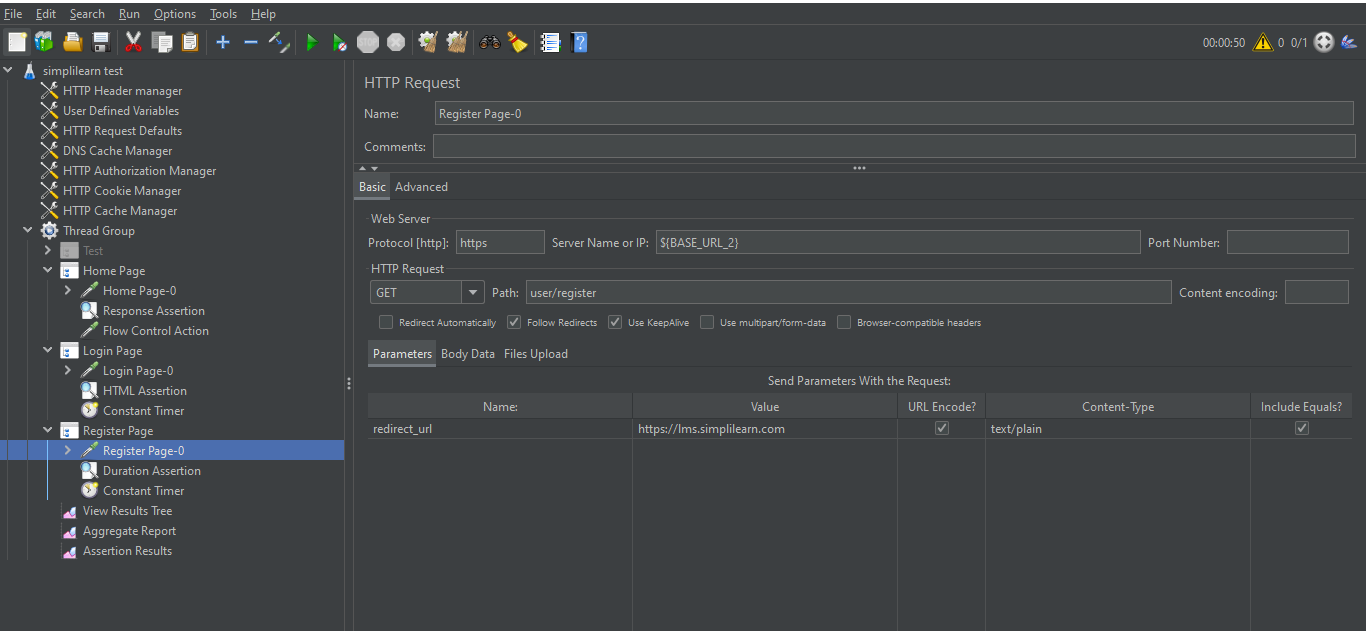 File Edit Search Run Options Tools Help
00:00:50 0 0/1
simplilearn test
HTTP Header manager
User Defined Variables
HTTP Request Defaults
DNS Cache Manager
HTTP Authorization Manager
HTTP Cookie Manager
HTTP Cache Manager
Thread Group
Test
Home Page
Home Page-0
Response Assertion
Flow Control Action
Login Page
Login Page-0
HTML Assertion
Constant Timer
Register Page
Register Page-0
Duration Assertion
Constant Timer
View Results Tree
Aggregate Report
Assertion Results
HTTP Request
Name: Register Page-0
Comments:
Basic Advanced
Web Server
Protocol [http]: https Server Name or IP: ${BASE_URL_2} Port Number:
HTTP Request
GET Path: user/register Content encoding:
Redirect Automatically Follow Redirects Use KeepAlive Use multipart/form-data Browser-compatible headers
Parameters Body Data Files Upload
Send Parameters With the Request:
Name: Value URL Encode? Content-Type Include Equals?
redirect_url https://lms.simplilearn.com text/plain